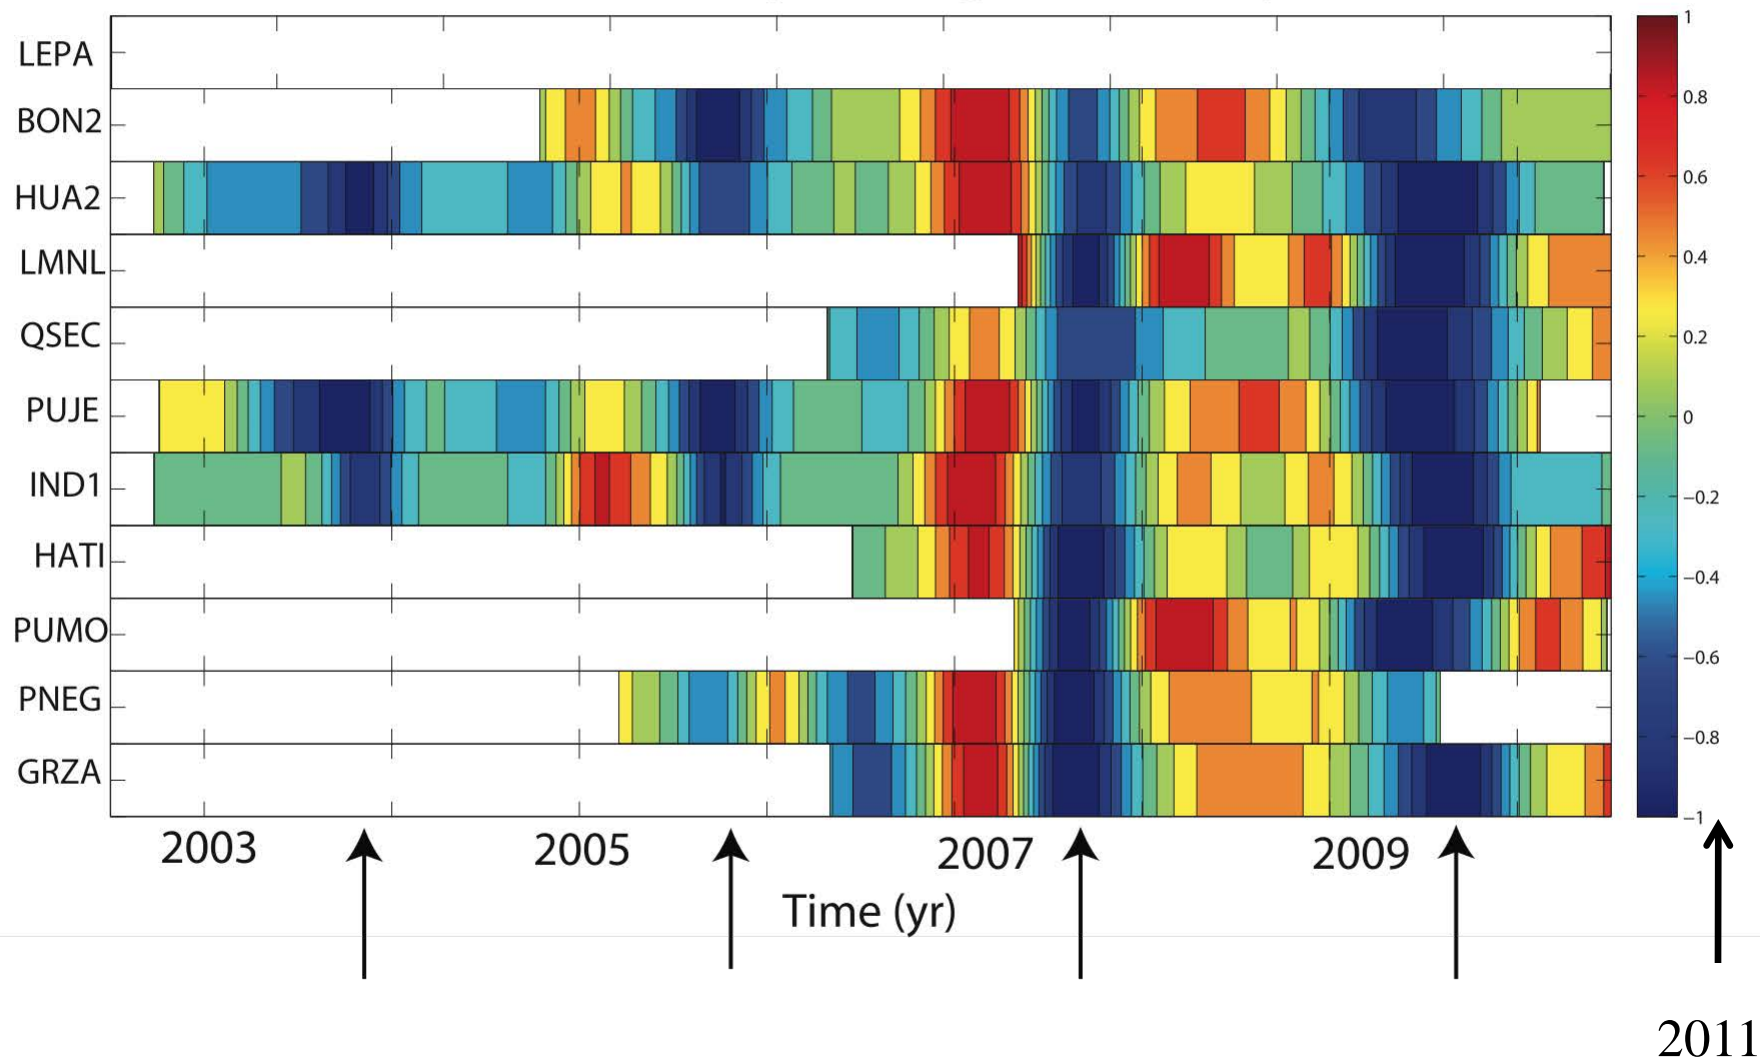 LEPA
BON2
HUA2
LMNL
QSEC
PUJE
IND1
HATI
PUMO
PNEG
GRZA
1
0.8
0.6
0.4
0.2
0
−0.2
−0.4
−0.6
−0.8
−1
2003 2005 2007 2009
Time (yr)
2011